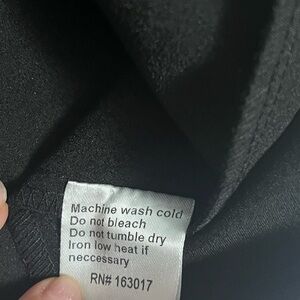 Machine wash cold
Do not bleach
Do not tumble dry
Iron low heat if
neccessary
RN# 163017